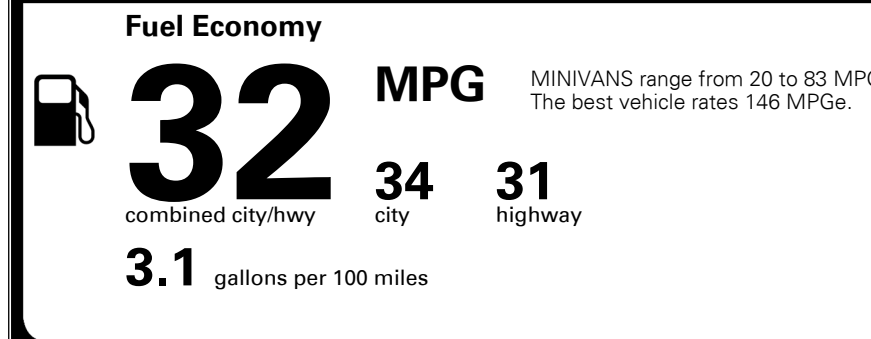 Fuel Economy
32 MPG
MINIVANS range from 20 to 83 MPG
The best vehicle rates 146 MPGe.
34 31
combined city/hwy city highway
3.1 gallons per 100 miles